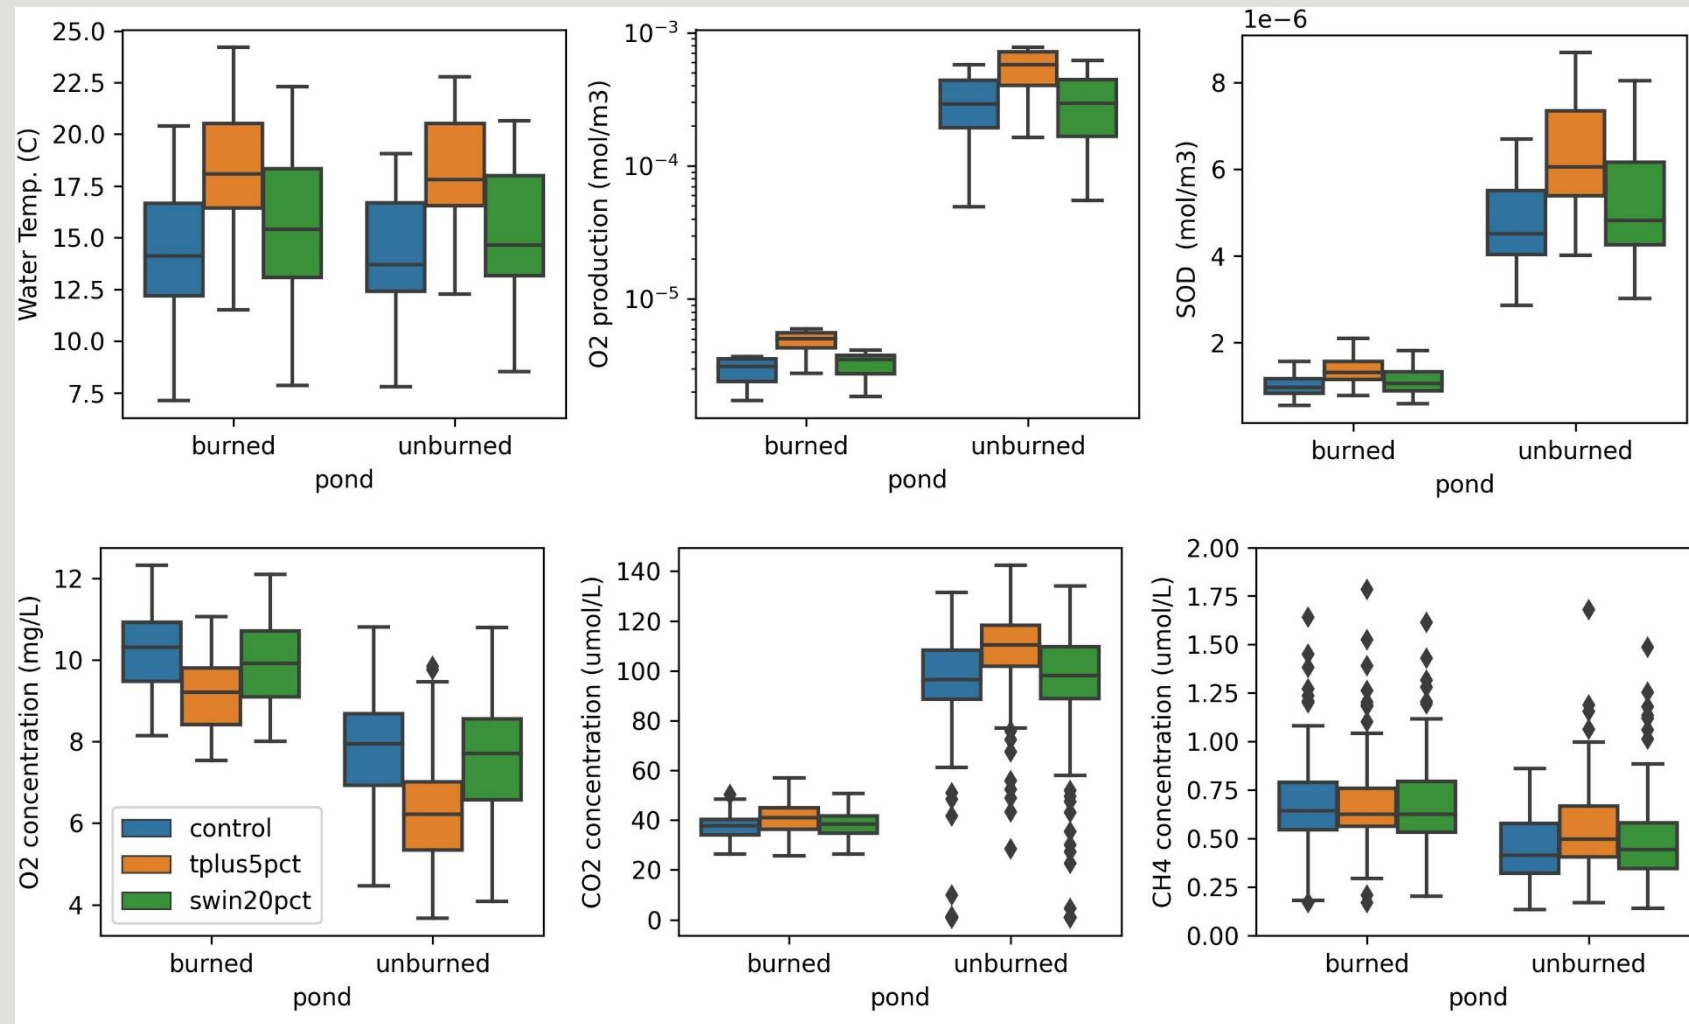 25.0
22.5
20.0
17.5
15.0
12.5
10.0
7.5
Water Temp. (C)
burned unburned
pond
10−3
10−4
10−5
O2 production (mol/m3)
burned unburned
pond
1e−6
8
6
4
2
SOD (mol/m3)
burned unburned
pond
12
10
8
6
4
O2 concentration (mg/L)
control
tplus5pct
swin20pct
burned unburned
pond
140
120
100
80
60
40
20
0
CO2 concentration (umol/L)
burned unburned
pond
2.00
1.75
1.50
1.25
1.00
0.75
0.50
0.25
0.00
CH4 concentration (umol/L)
burned unburned
pond